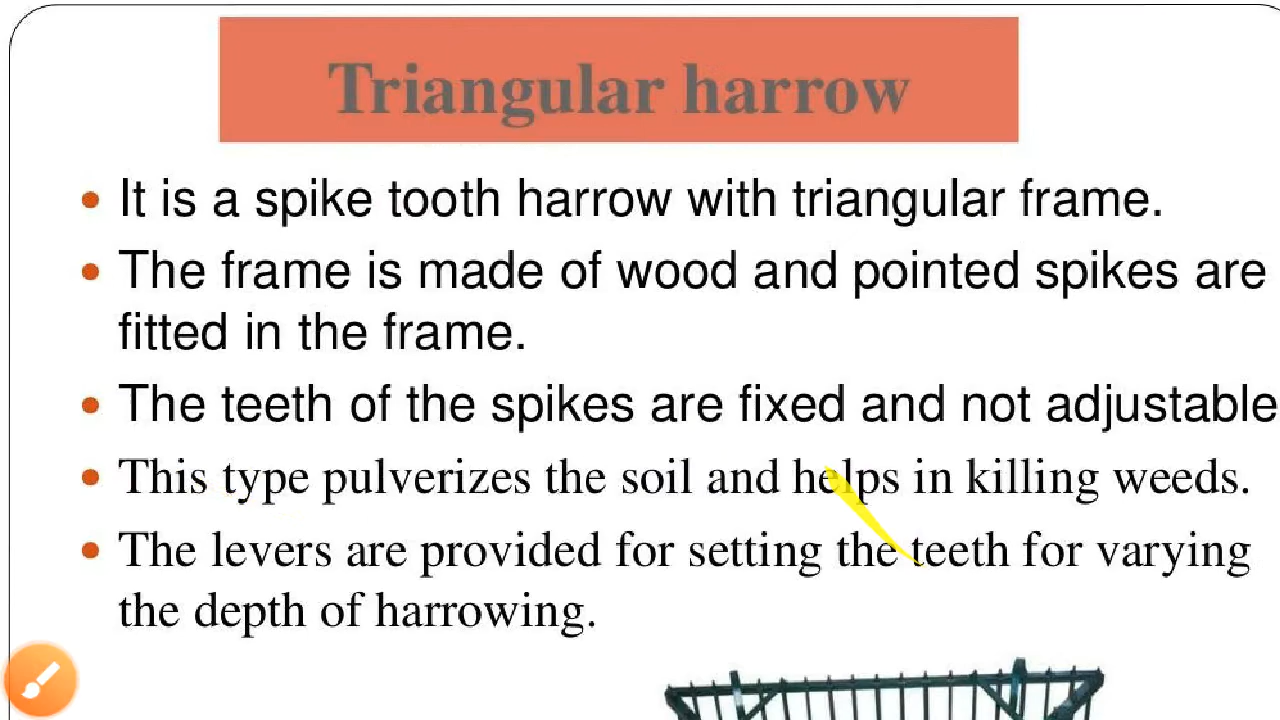 Triangular harrow
It is a spike tooth harrow with triangular frame.
The frame is made of wood and pointed spikes are
fitted in the frame.
The teeth of the spikes are fixed and not adjustable
This type pulverizes the soil and helps in killing weeds.
The levers are provided for setting the teeth for varying
the depth of harrowing.